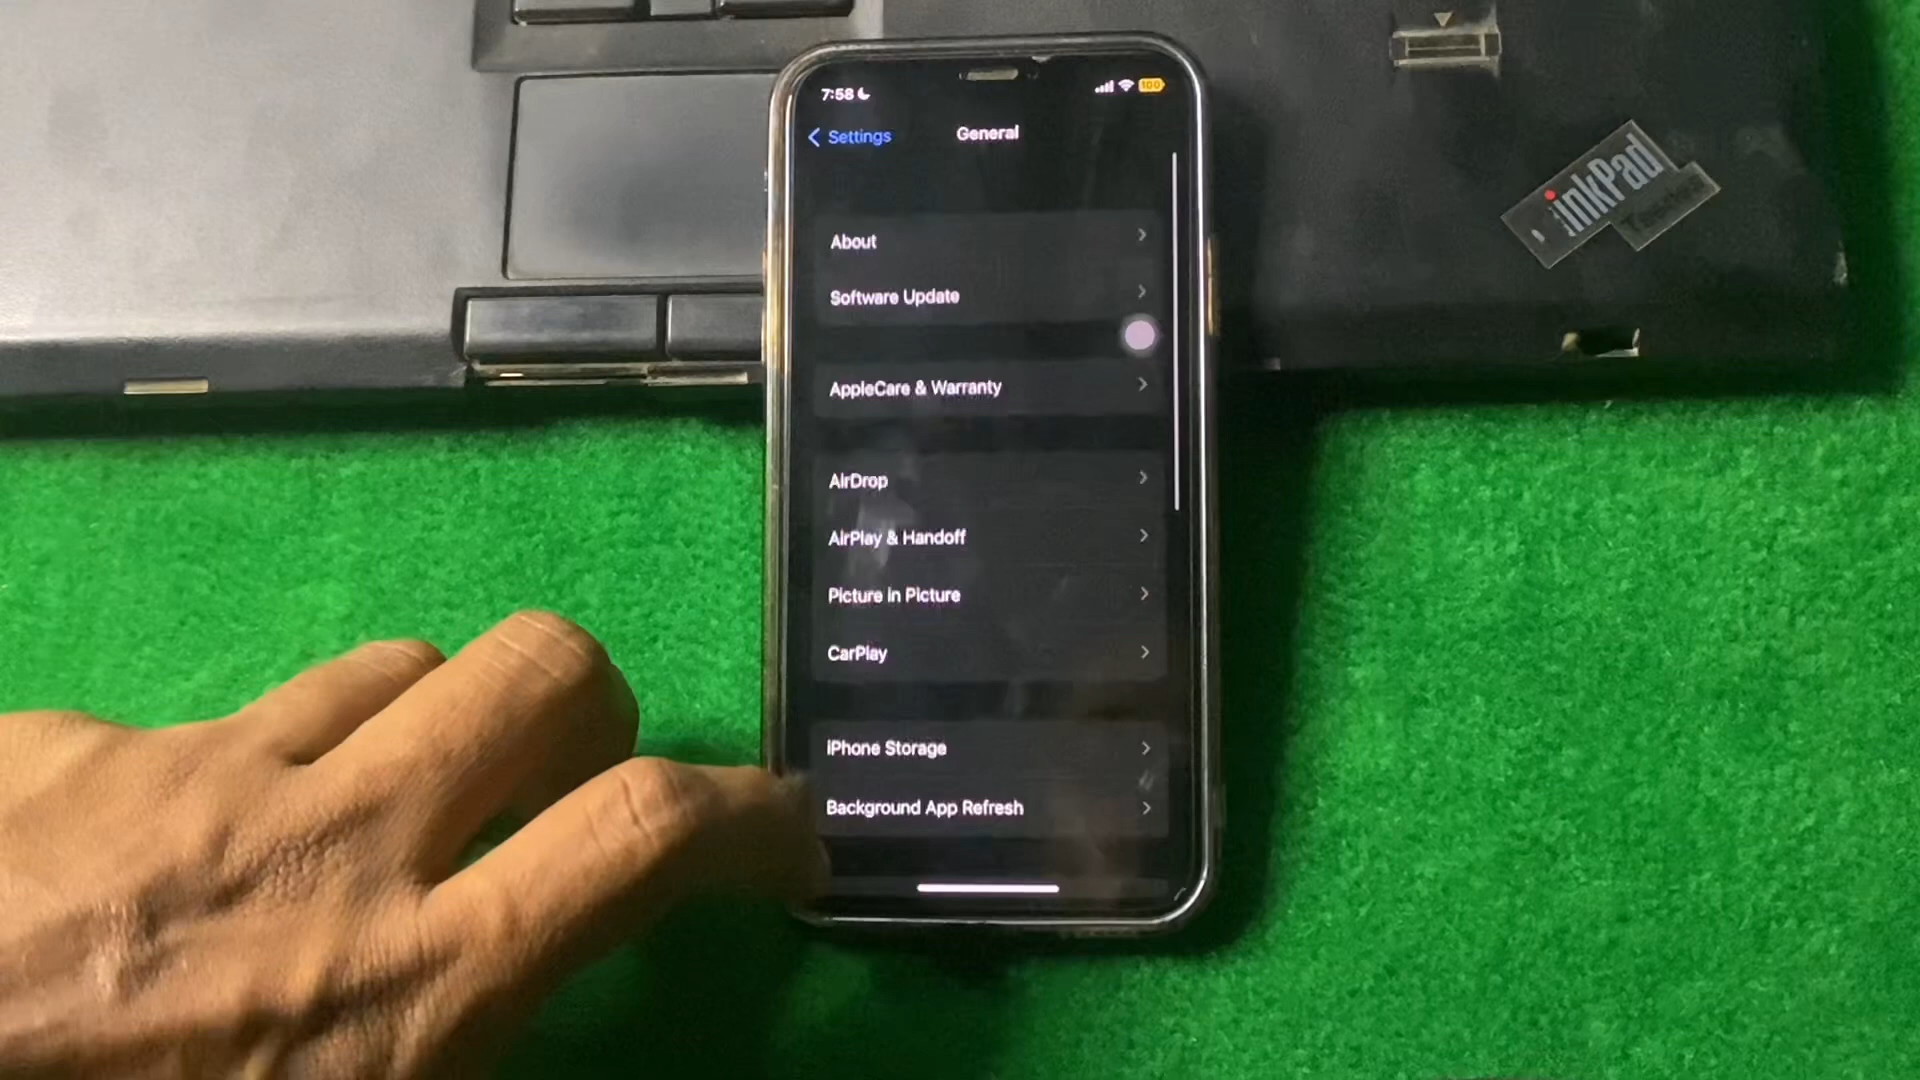 7:58
100
Settings
General
About
Software Update
AppleCare & Warranty
AirDrop
AirPlay & Handoff
Picture in Picture
CarPlay
iPhone Storage
Background App Refresh
inkPad